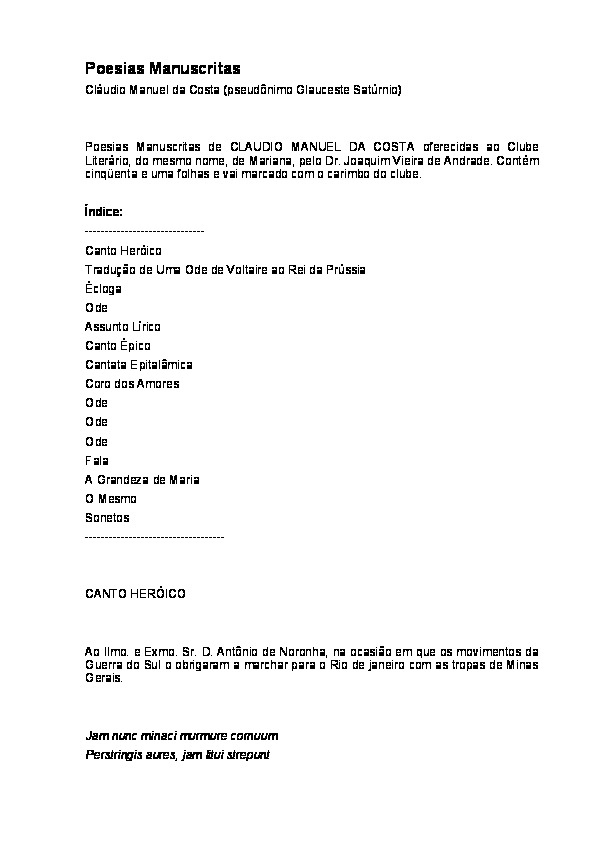 Poesias Manuscritas
Cláudio Manuel da Costa (pseudônimo Glauceste Satúrnio)
Poesias Manuscritas de CLAUDIO MANUEL DA COSTA oferecidas ao Clube
Literário, do mesmo nome, de Mariana, pelo Dr. Joaquim Vieira de Andrade. Contêm
cinqüenta e uma folhas e vai marcado com o carimbo do clube.
Índice:
------------------------------
Canto Heróico
Tradução de Uma Ode de Voltaire ao Rei da Prússia
Écloga
Ode
Assunto Lírico
Canto Épico
Cantata Epitalâmica
Coro dos Amores
Ode
Ode
Ode
Fala
A Grandeza de Maria
O Mesmo
Sonetos
-----------------------------------
CANTO HERÓICO
Ao Ilmo. e Exmo. Sr. D. Antônio de Noronha, na ocasião em que os movimentos da
Guerra do Sul o obrigaram a marchar para o Rio de janeiro com as tropas de Minas
Gerais.
Jam nunc minaci murmure cornuum
Perstringis aures, jam litui strepunt